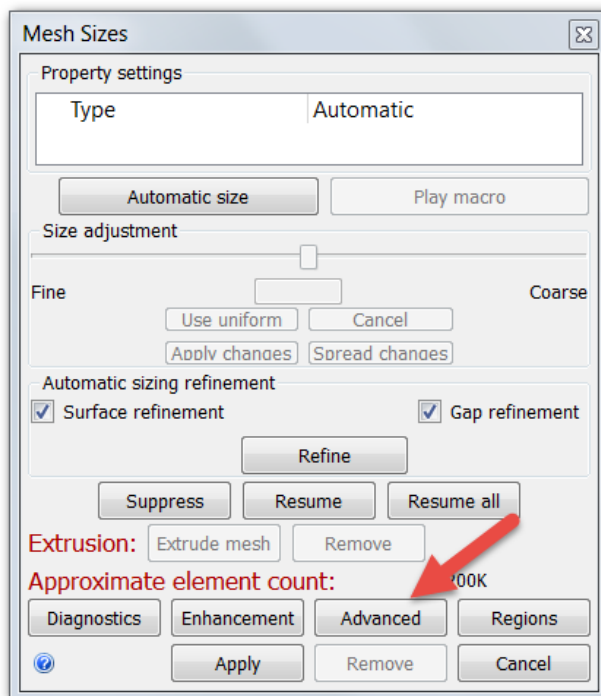 Mesh Sizes
Property settings
Type Automatic
Automatic size Play macro
Size adjustment
Fine Coarse
Use uniform Cancel
Apply changes Spread changes
Automatic sizing refinement
Surface refinement Gap refinement
Refine
Suppress Resume Resume all
Extrusion: Extrude mesh Remove
Approximate element count: 00K
Diagnostics Enhancement Advanced Regions
Apply Remove Cancel